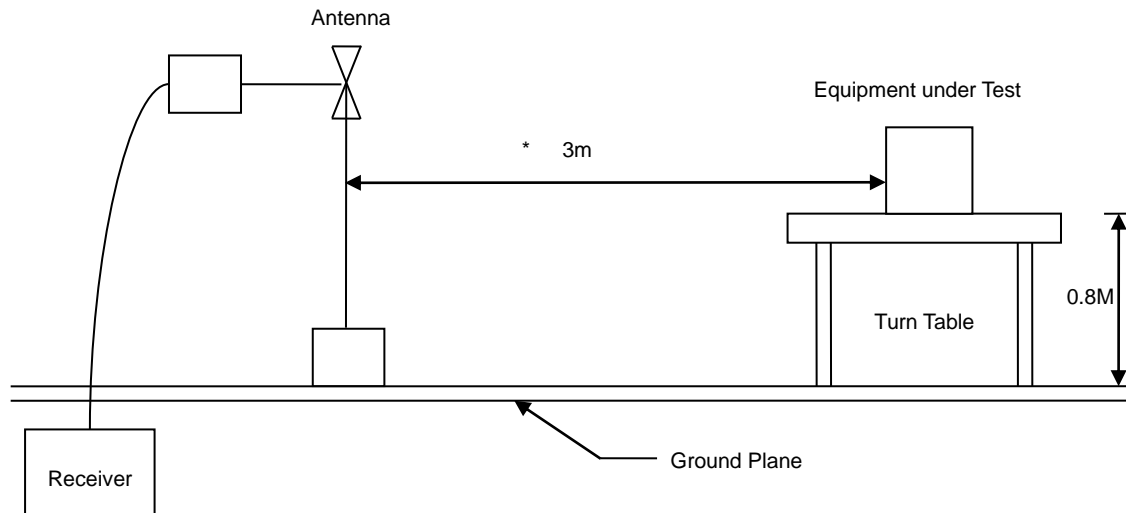 Antenna
Equipment under Test
* 3m
0.8M
Turn Table
Ground Plane
Receiver